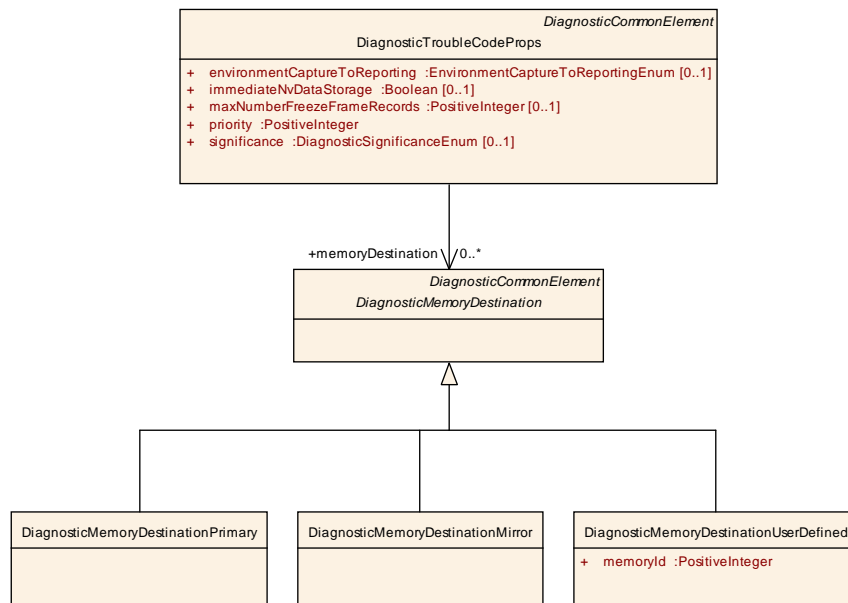 DiagnosticCommonElement
DiagnosticTroubleCodeProps
+ environmentCaptureToReporting :EnvironmentCaptureToReportingEnum [0..1]
+ immediateNvDataStorage :Boolean [0..1]
+ maxNumberFreezeFrameRecords :PositiveInteger [0..1]
+ priority :PositiveInteger
+ significance :DiagnosticSignificanceEnum [0..1]
+memoryDestination 0..*
DiagnosticCommonElement
DiagnosticMemoryDestination
DiagnosticMemoryDestinationPrimary
DiagnosticMemoryDestinationMirror
DiagnosticMemoryDestinationUserDefined
+ memoryId :PositiveInteger